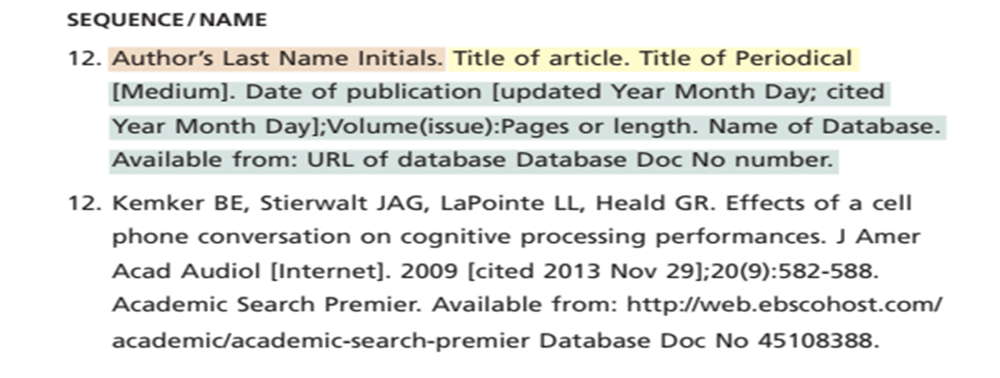 SEQUENCE/NAME
12. Author’s Last Name Initials. Title of article. Title of Periodical
[Medium]. Date of publication [updated Year Month Day; cited
Year Month Day];Volume(issue):Pages or length. Name of Database.
Available from: URL of database Database Doc No number.
12. Kemker BE, Stierwalt JAG, LaPointe LL, Heald GR. Effects of a cell
phone conversation on cognitive processing performances. J Amer
Acad Audiol [Internet]. 2009 [cited 2013 Nov 29];20(9):582-588.
Academic Search Premier. Available from: http://web.ebscohost.com/
academic/academic-search-premier Database Doc No 45108388.